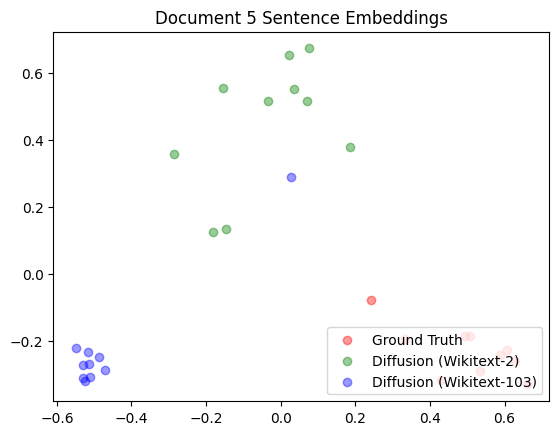 Document 5 Sentence Embeddings
0.6
0.4
0.2
0.0
−0.2
Ground Truth
Diffusion (Wikitext-2)
Diffusion (Wikitext-103)
−0.6 −0.4 −0.2 0.0 0.2 0.4 0.6